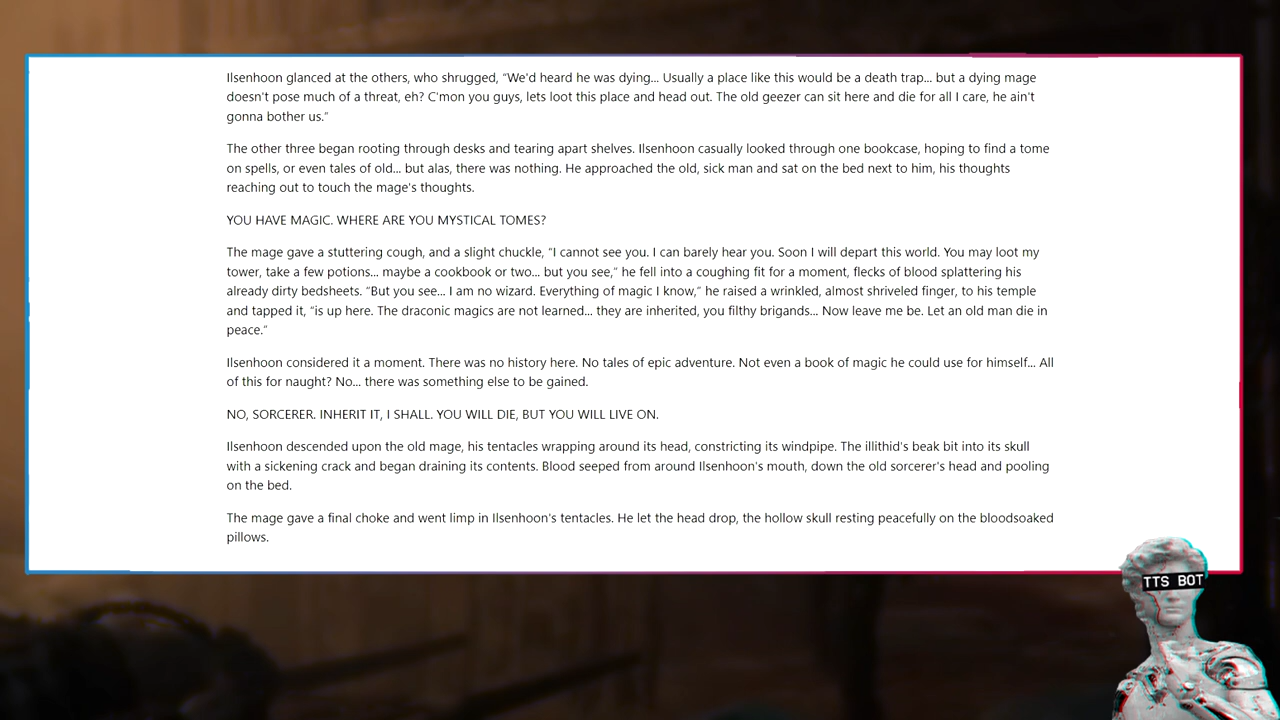 Ilsenhoon glanced at the others, who shrugged, “We'd heard he was dying... Usually a place like this would be a death trap... but a dying mage
doesn't pose much of a threat, eh? C'mon you guys, lets loot this place and head out. The old geezer can sit here and die for all I care, he ain't
gonna bother us.”
The other three began rooting through desks and tearing apart shelves. Ilsenhoon casually looked through one bookcase, hoping to find a tome
on spells, or even tales of old... but alas, there was nothing. He approached the old, sick man and sat on the bed next to him, his thoughts
reaching out to touch the mage's thoughts.
YOU HAVE MAGIC. WHERE ARE YOU MYSTICAL TOMES?
The mage gave a stuttering cough, and a slight chuckle, “I cannot see you. I can barely hear you. Soon I will depart this world. You may loot my
tower, take a few potions... maybe a cookbook or two... but you see,” he fell into a coughing fit for a moment, flecks of blood splattering his
already dirty bedsheets. “But you see... I am no wizard. Everything of magic I know,” he raised a wrinkled, almost shriveled finger, to his temple
and tapped it, “is up here. The draconic magics are not learned... they are inherited, you filthy brigands... Now leave me be. Let an old man die in
peace.”
Ilsenhoon considered it a moment. There was no history here. No tales of epic adventure. Not even a book of magic he could use for himself... All
of this for naught? No... there was something else to be gained.
NO, SORCERER. INHERIT IT, I SHALL. YOU WILL DIE, BUT YOU WILL LIVE ON.
Ilsenhoon descended upon the old mage, his tentacles wrapping around its head, constricting its windpipe. The illithid's beak bit into its skull
with a sickening crack and began draining its contents. Blood seeped from around Ilsenhoon's mouth, down the old sorcerer's head and pooling
on the bed.
The mage gave a final choke and went limp in Ilsenhoon's tentacles. He let the head drop, the hollow skull resting peacefully on the bloodsoaked
pillows.
TTS BOT